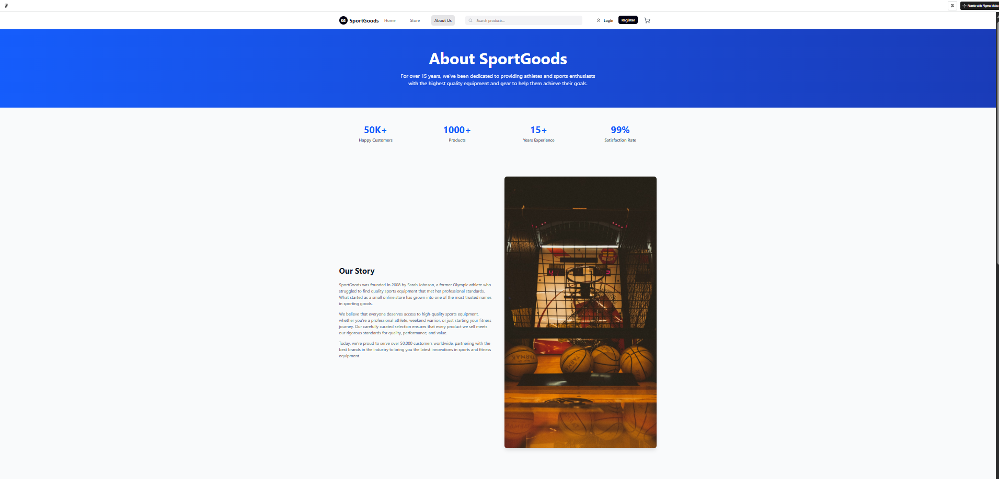 Remix with Figma Make
SG SportGoods Home Store About Us Search products... Login Register
About SportGoods
For over 15 years, we've been dedicated to providing athletes and sports enthusiasts
with the highest quality equipment and gear to help them achieve their goals.
50K+ 1000+ 15+ 99%
Happy Customers Products Years Experience Satisfaction Rate
Our Story
SportGoods was founded in 2008 by Sarah Johnson, a former Olympic athlete who
struggled to find quality sports equipment that met her professional standards.
What started as a small online store has grown into one of the most trusted names
in sporting goods.
We believe that everyone deserves access to high-quality sports equipment,
whether you're a professional athlete, weekend warrior, or just starting your fitness
journey. Our carefully curated selection ensures that every product we sell meets
our rigorous standards for quality, performance, and value.
Today, we're proud to serve over 50,000 customers worldwide, partnering with the
best brands in the industry to bring you the latest innovations in sports and fitness
equipment.
TARMAK
TARMAK